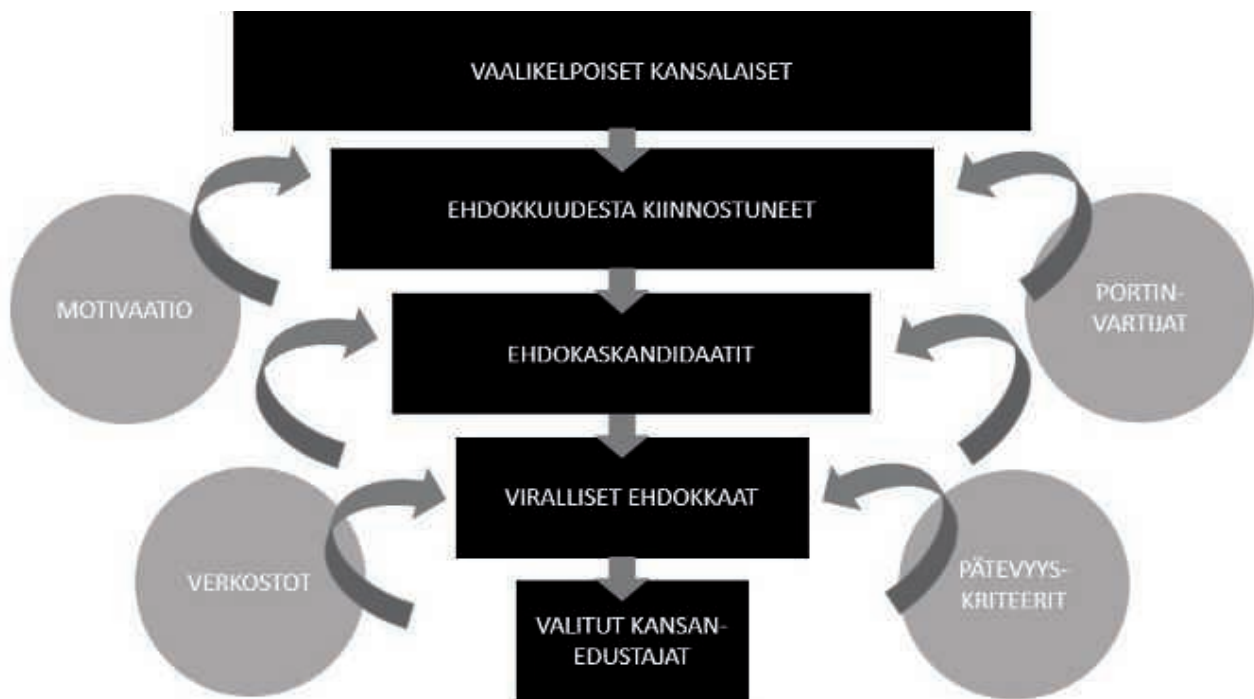 VAALIKELPOISET KANSALAISET
EHDOKKUUDESTA KIINNOSTUNEET
MOTIVAATIO
PORTIN-
VARTIJAT
EHDOKASKANDIDAATIT
VIRALLISET EHDOKKAAT
VERKOSTOT
PÄTEVYYS-
KRITEERIT
VALITUT KANSAN-
EDUSTAJAT